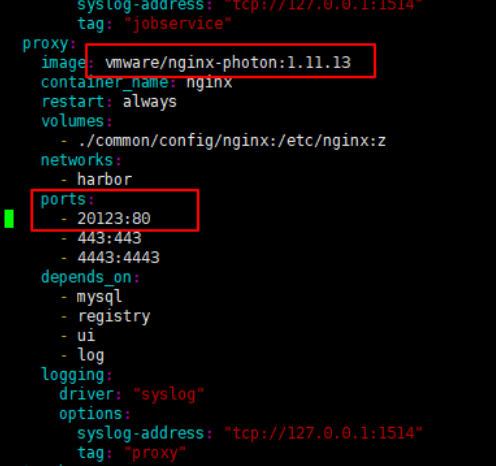 syslog-address: "tcp://127.0.0.1:1514"
tag: "jobservice"
proxy:
image: vmware/nginx-photon:1.11.13
container_name: nginx
restart: always
volumes:
- ./common/config/nginx:/etc/nginx:z
networks:
- harbor
ports:
- 20123:80
- 443:443
- 4443:4443
depends_on:
- mysql
- registry
- ui
- log
logging:
driver: "syslog"
options:
syslog-address: "tcp://127.0.0.1:1514"
tag: "proxy"